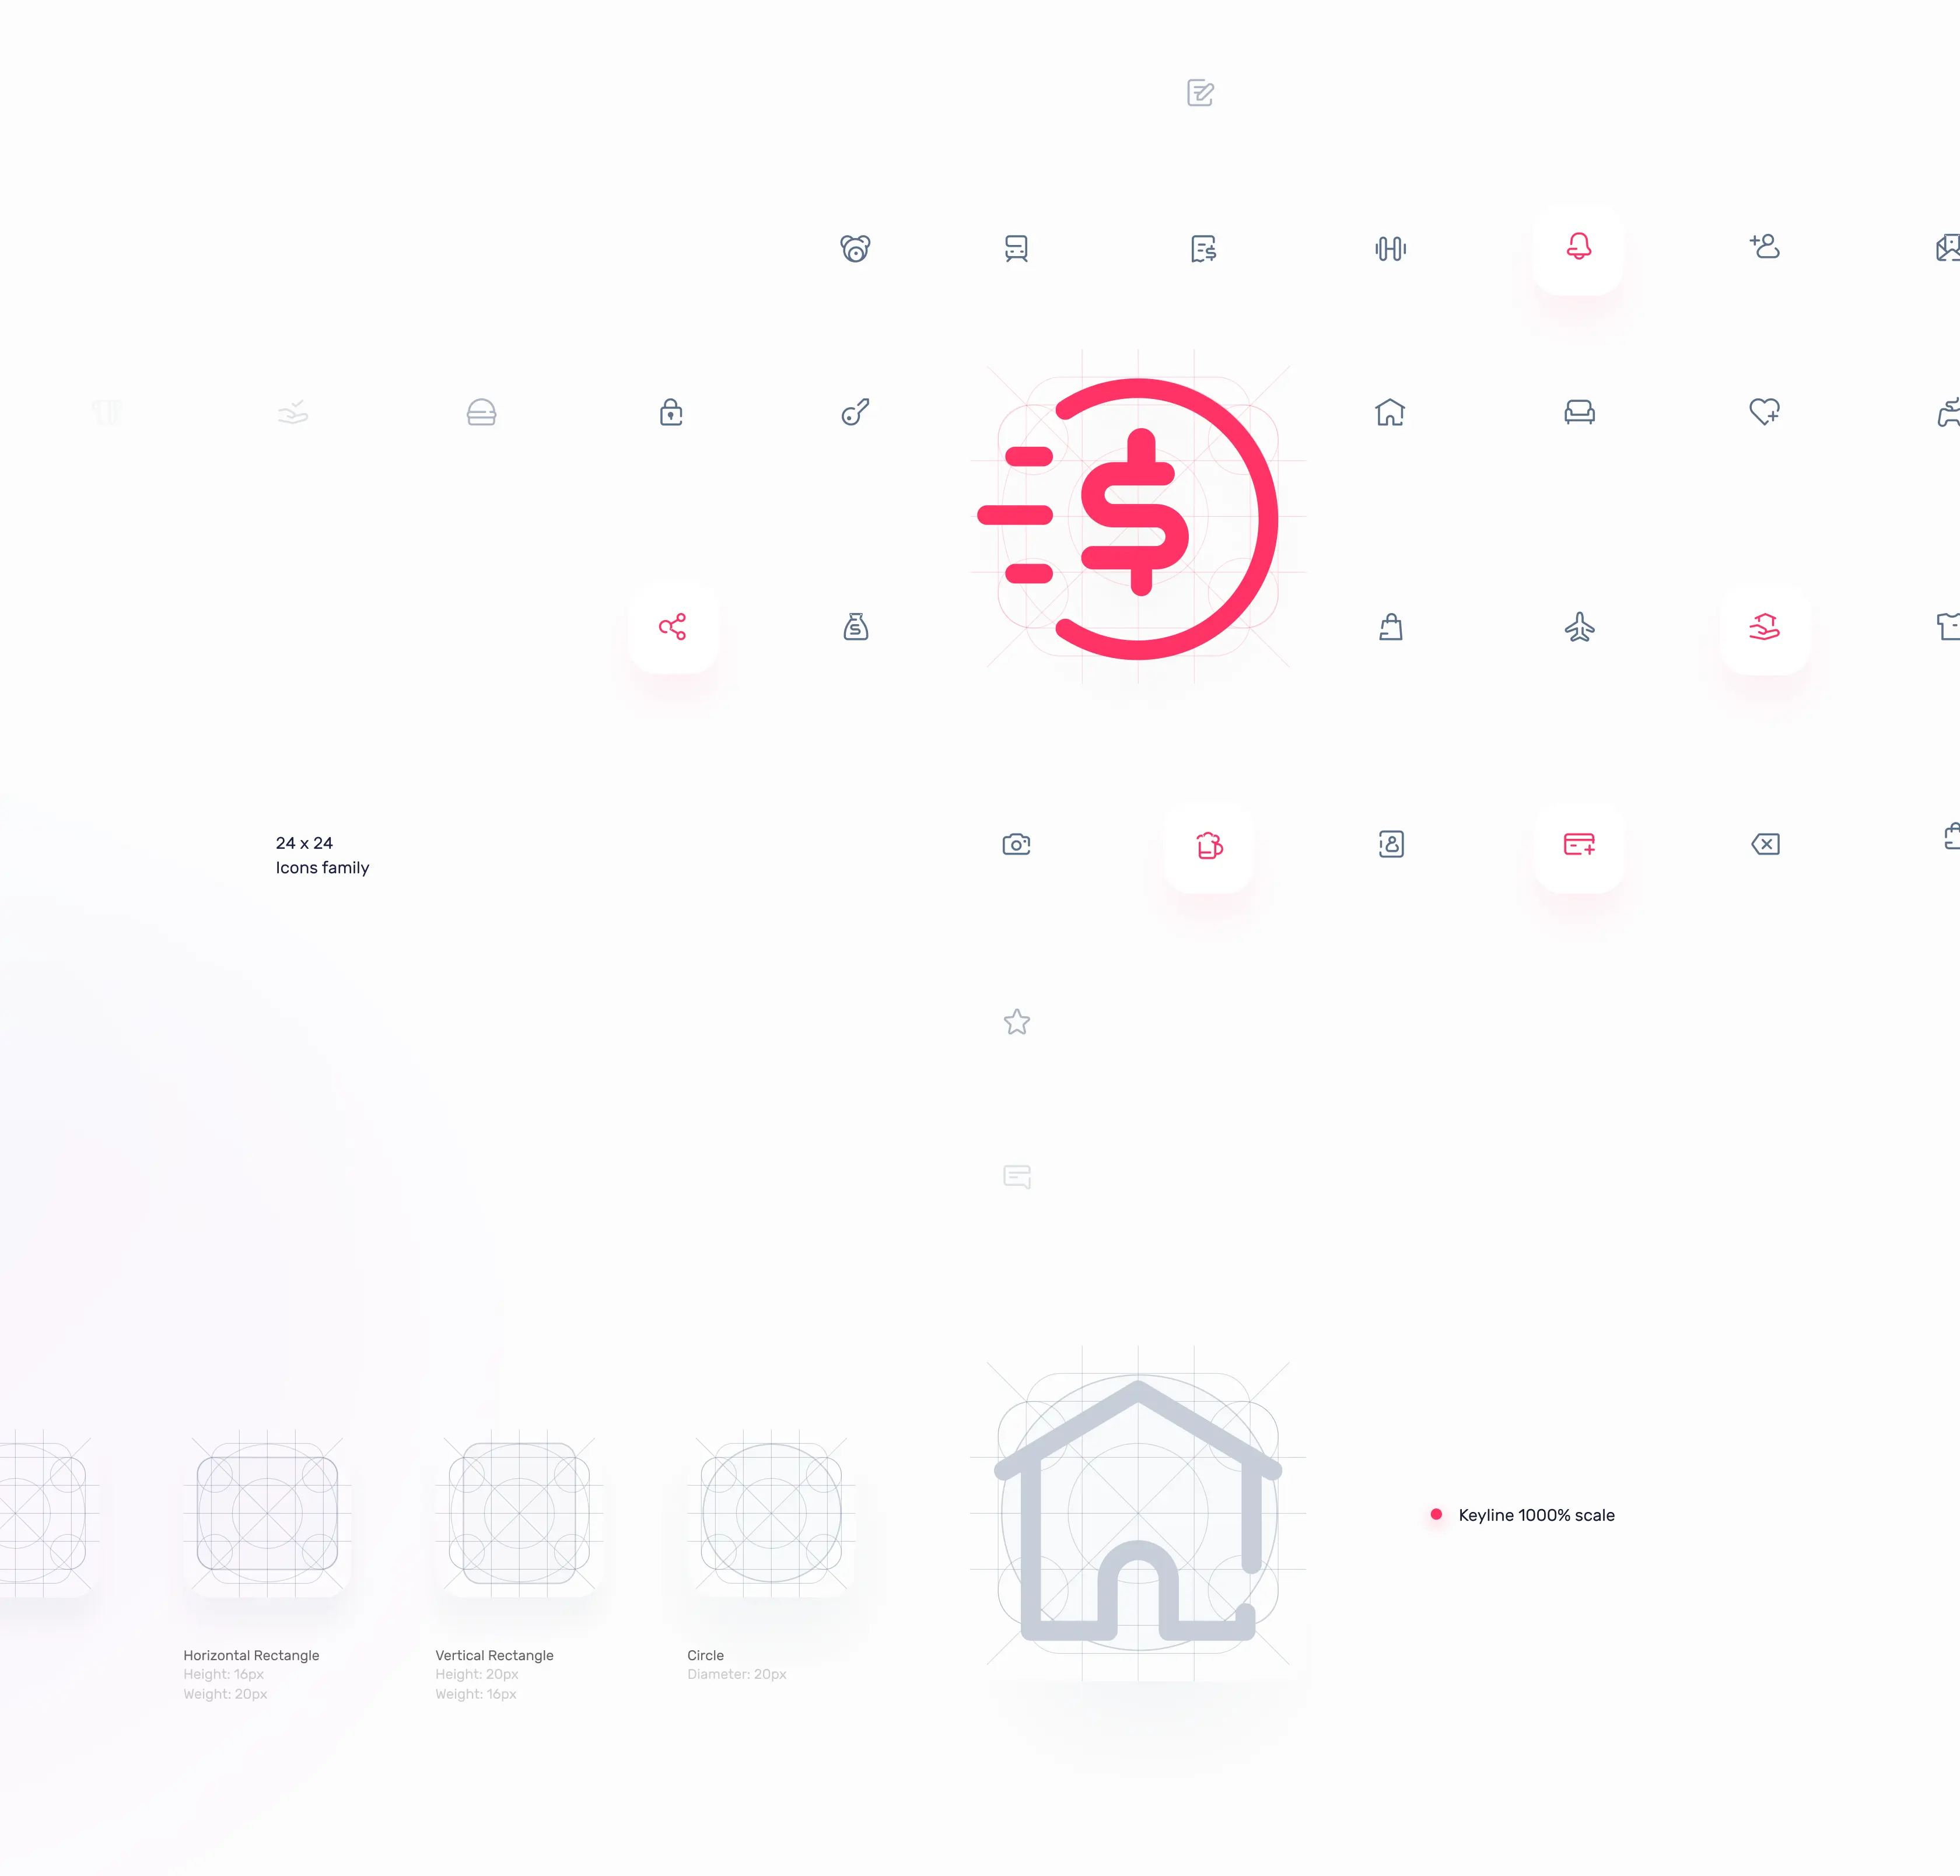 24 x 24
Icons family
Keyline 1000% scale
Horizontal Rectangle
Height: 16px
Weight: 20px
Vertical Rectangle
Height: 20px
Weight: 16px
Circle
Diameter: 20px